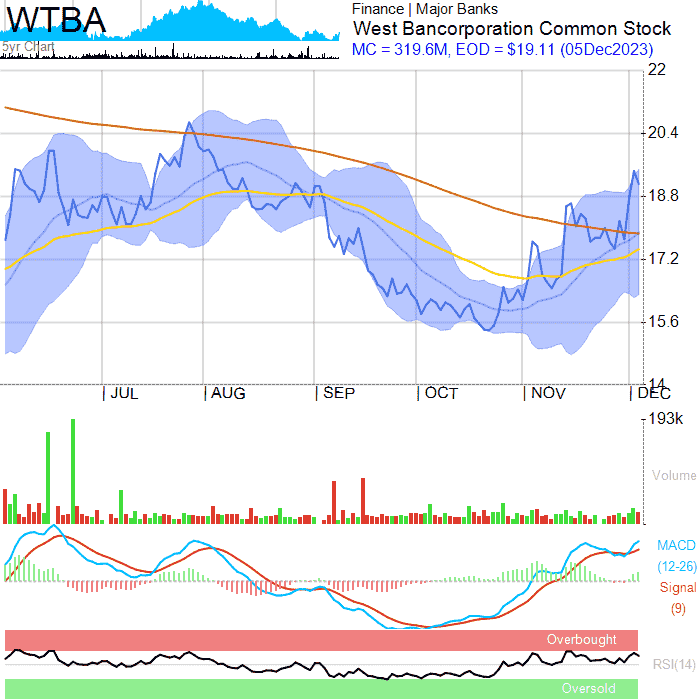 WTBA
5yr Chart
Finance | Major Banks
West Bancorporation Common Stock
MC = 319.6M, EOD = $19.11 (05Dec2023)
22
20.4
18.8
17.2
15.6
14
| JUL | AUG | SEP | OCT | NOV | DEC
193k
Volume
MACD
(12-26)
Signal
(9)
Overbought
RSI(14)
Oversold